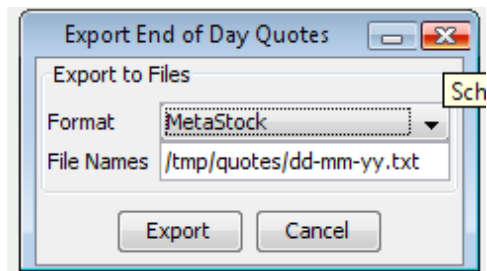 Export End of Day Quotes
Export to Files
Sch
Format MetaStock
File Names /tmp/quotes/dd-mm-yy.txt
Export Cancel